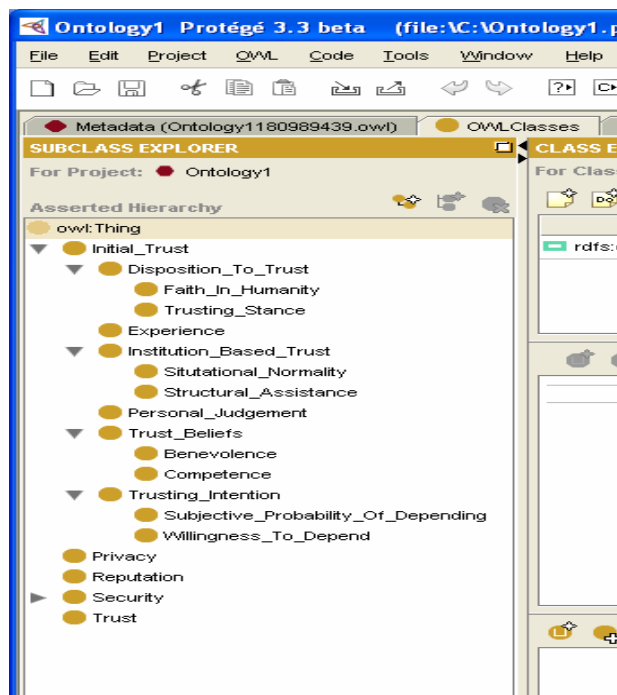 Ontology1 Protégé 3.3 beta (file:\C:\Ontology1.p
File Edit Project OWL Code Tools Window Help
Metadata (Ontology1180989439.owl) OWLClasses
SUBCLASS EXPLORER CLASS E
For Project: Ontology1 For Clas
Asserted Hierarchy
owl:Thing
Initial_Trust rdfs:
Disposition_To_Trust
Faith_In_Humanity
Trusting_Stance
Experience
Institution_Based_Trust
Situtational_Normality
Structural_Assistance
Personal_Judgement
Trust_Beliefs
Benevolence
Competence
Trusting_Intention
Subjective_Probability_Of_Depending
Willingness_To_Depend
Privacy
Reputation
Security
Trust